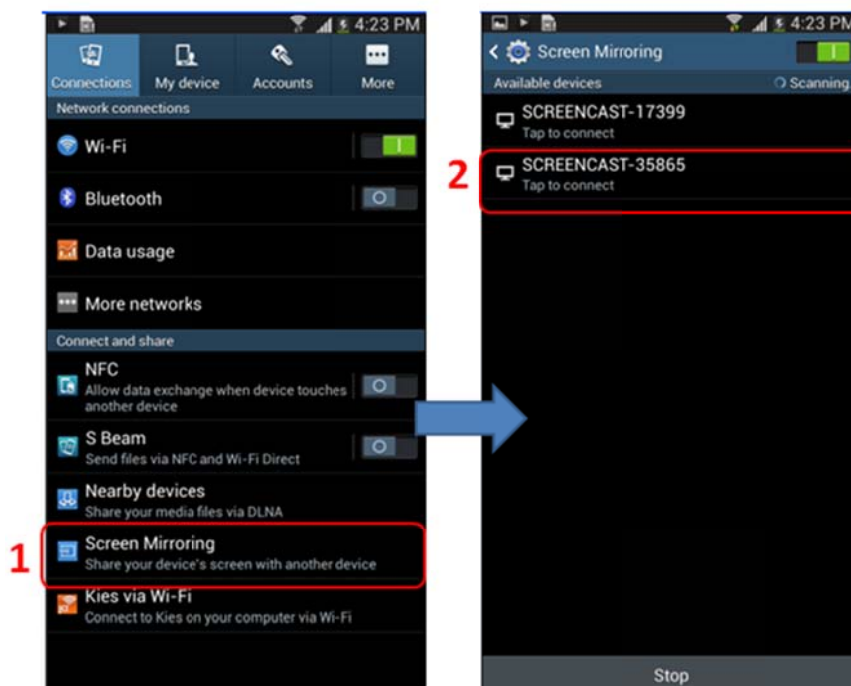 4:23 PM
Connections My device Accounts More
Network connections
Wi-Fi
Bluetooth
Data usage
More networks
Connect and share
NFC
Allow data exchange when device touches
another device
S Beam
Send files via NFC and Wi-Fi Direct
Nearby devices
Share your media files via DLNA
1
Screen Mirroring
Share your device's screen with another device
Kies via Wi-Fi
Connect to Kies on your computer via Wi-Fi
4:23 PM
Screen Mirroring
Available devices Scanning
SCREENCAST-17399
Tap to connect
2
SCREENCAST-35865
Tap to connect
Stop